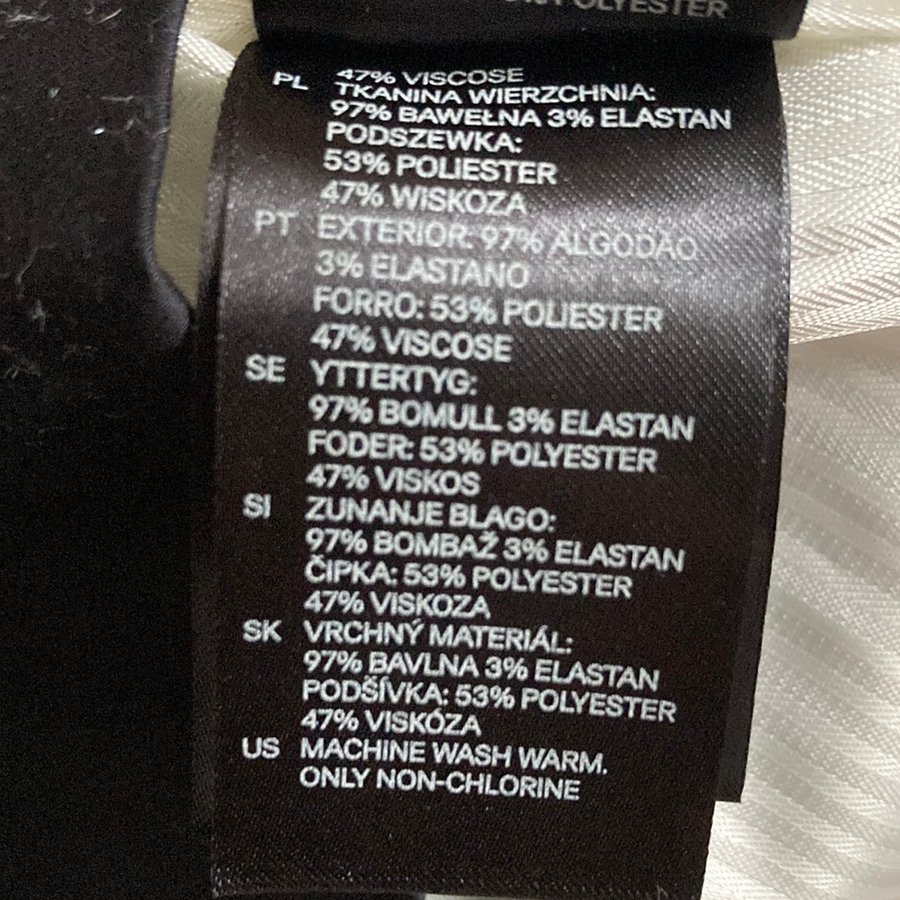 POLYESTER
47% VISCOSE
PL TKANINA WIERZCHNIA:
97% BAWEŁNA 3% ELASTAN
PODSZEWKA:
53% POLIESTER
47% WISKOZA
PT EXTERIOR: 97% ALGODÃO
3% ELASTANO
FORRO: 53% POLIESTER
47% VISCOSE
SE YTTERTYG:
97% BOMULL 3% ELASTAN
FODER: 53% POLYESTER
47% VISKOS
SI ZUNANJE BLAGO:
97% BOMBAŽ 3% ELASTAN
ČIPKA: 53% POLYESTER
47% VISKOZA
SK VRCHNÝ MATERIÁL:
97% BAVLNA 3% ELASTAN
PODŠÍVKA: 53% POLYESTER
47% VISKÓZA
US MACHINE WASH WARM.
ONLY NON-CHLORINE